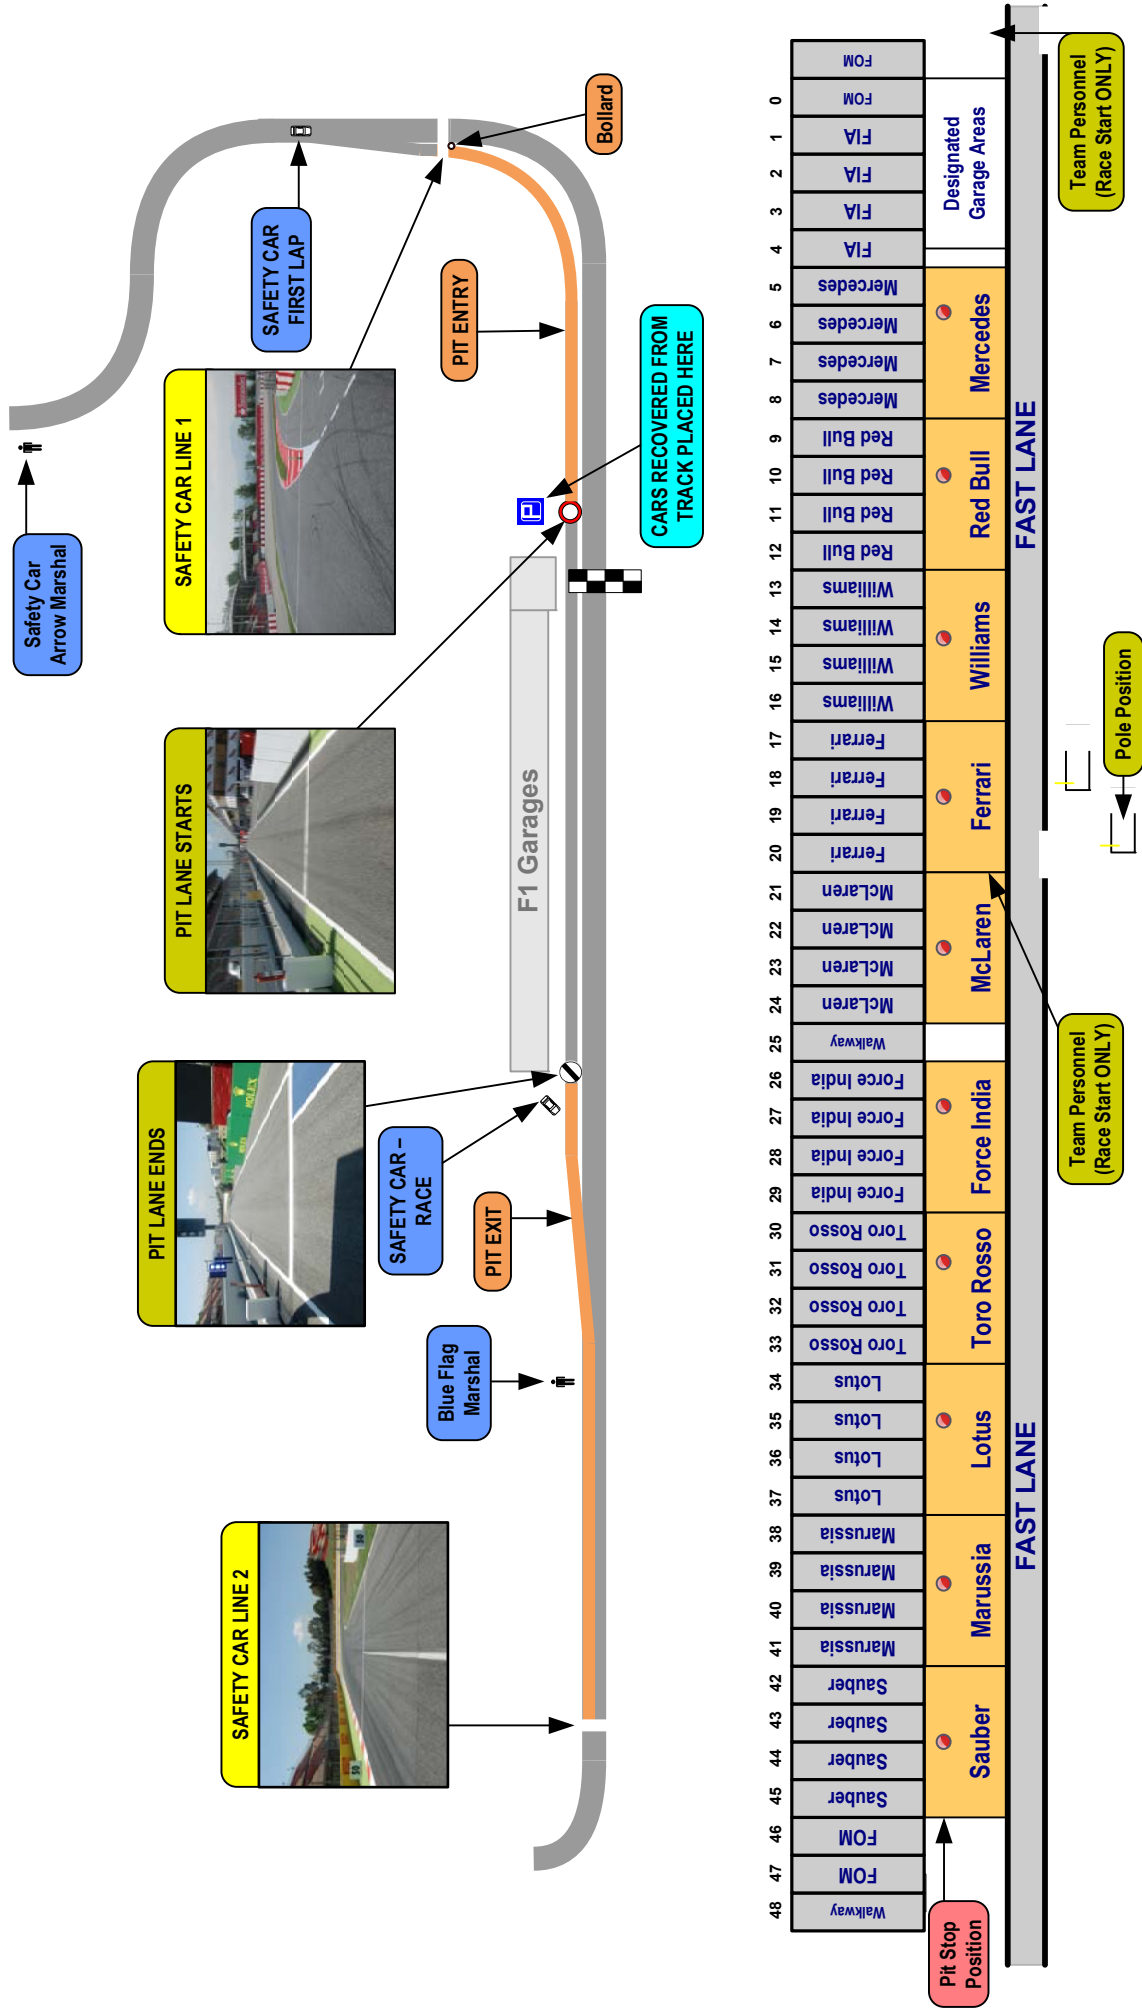 Safety Car
Arrow Marshal
SAFETY CAR
FIRST LAP
Bollard
SAFETY CAR LINE 1
PIT ENTRY
CARS RECOVERED FROM
TRACK PLACED HERE
P
PIT LANE STARTS
F1 Garages
PIT LANE ENDS
ROLEX
SAFETY CAR –
RACE
PIT EXIT
Blue Flag
Marshal
SAFETY CAR LINE 2
50
50
48
47
46
45
44
43
42
41
40
39
38
37
36
35
34
33
32
31
30
29
28
27
26
25
24
23
22
21
20
19
18
17
16
15
14
13
12
11
10
9
8
7
6
5
4
3
2
1
0
Walkway
FOM
FOM
Sauber
Sauber
Sauber
Sauber
Marussia
Marussia
Marussia
Marussia
Lotus
Lotus
Lotus
Lotus
Toro Rosso
Toro Rosso
Toro Rosso
Toro Rosso
Force India
Force India
Force India
Force India
Walkway
McLaren
McLaren
McLaren
McLaren
Ferrari
Ferrari
Ferrari
Ferrari
Williams
Williams
Williams
Williams
Red Bull
Red Bull
Red Bull
Red Bull
Mercedes
Mercedes
Mercedes
Mercedes
FIA
FIA
FIA
FIA
FOM
FOM
Sauber
Marussia
Lotus
Toro Rosso
Force India
McLaren
Ferrari
Williams
Red Bull
Mercedes
Designated
Garage Areas
Pit Stop
Position
FAST LANE
FAST LANE
Team Personnel
(Race Start ONLY)
Pole Position
Team Personnel
(Race Start ONLY)